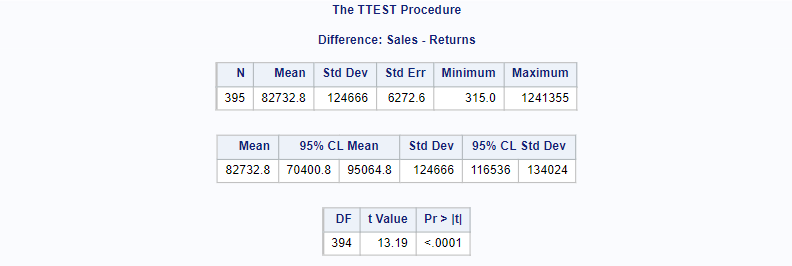 The TTEST Procedure
Difference: Sales - Returns
N Mean Std Dev Std Err Minimum Maximum
395 82732.8 124666 6272.6 315.0 1241355
Mean 95% CL Mean Std Dev 95% CL Std Dev
82732.8 70400.8 95064.8 124666 116536 134024
DF t Value Pr > |t|
394 13.19 <.0001